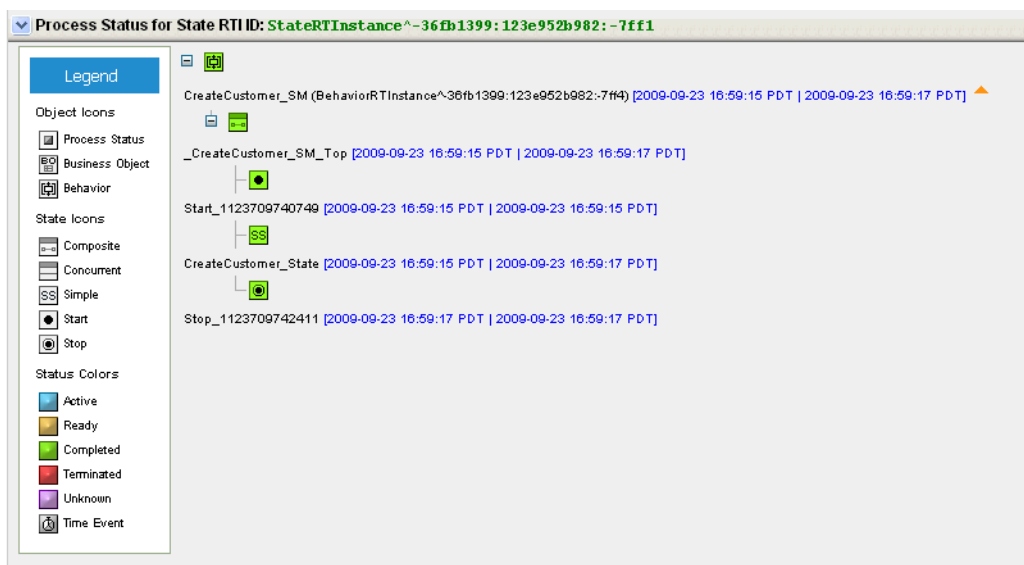 Process Status for State RTI ID: StateRTInstance^-36fb1399:123e952b982:-7ff1
Legend
Object Icons
Process Status
BO Business Object
Behavior
State Icons
Composite
Concurrent
SS Simple
Start
Stop
Status Colors
Active
Ready
Completed
Terminated
Unknown
Time Event
CreateCustomer_SM (BehaviorRTInstance^-36fb1399:123e952b982:-7ff4) [2009-09-23 16:59:15 PDT | 2009-09-23 16:59:17 PDT]
_CreateCustomer_SM_Top [2009-09-23 16:59:15 PDT | 2009-09-23 16:59:17 PDT]
Start_1123709740749 [2009-09-23 16:59:15 PDT | 2009-09-23 16:59:15 PDT]
SS
CreateCustomer_State [2009-09-23 16:59:15 PDT | 2009-09-23 16:59:17 PDT]
Stop_1123709742411 [2009-09-23 16:59:17 PDT | 2009-09-23 16:59:17 PDT]